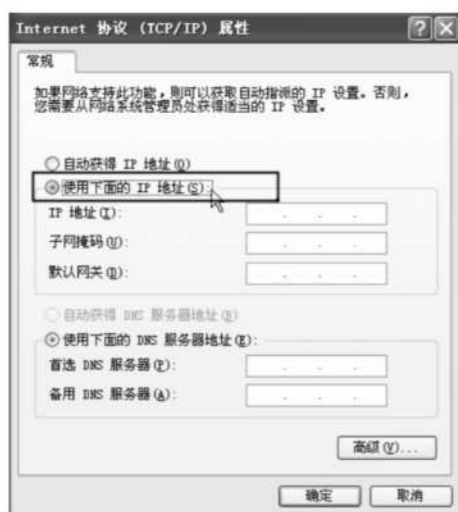 Internet 协议 (TCP/IP) 属性
常规
如果网络支持此功能，则可以获取自动指派的 IP 设置。否则，
您需要从网络系统管理员处获得适当的 IP 设置。
自动获得 IP 地址(O)
使用下面的 IP 地址(S):
IP 地址(I):
子网掩码(U):
默认网关(D):
自动获得 DNS 服务器地址(B)
使用下面的 DNS 服务器地址(E):
首选 DNS 服务器(P):
备用 DNS 服务器(A):
高级(V)...
确定 取消